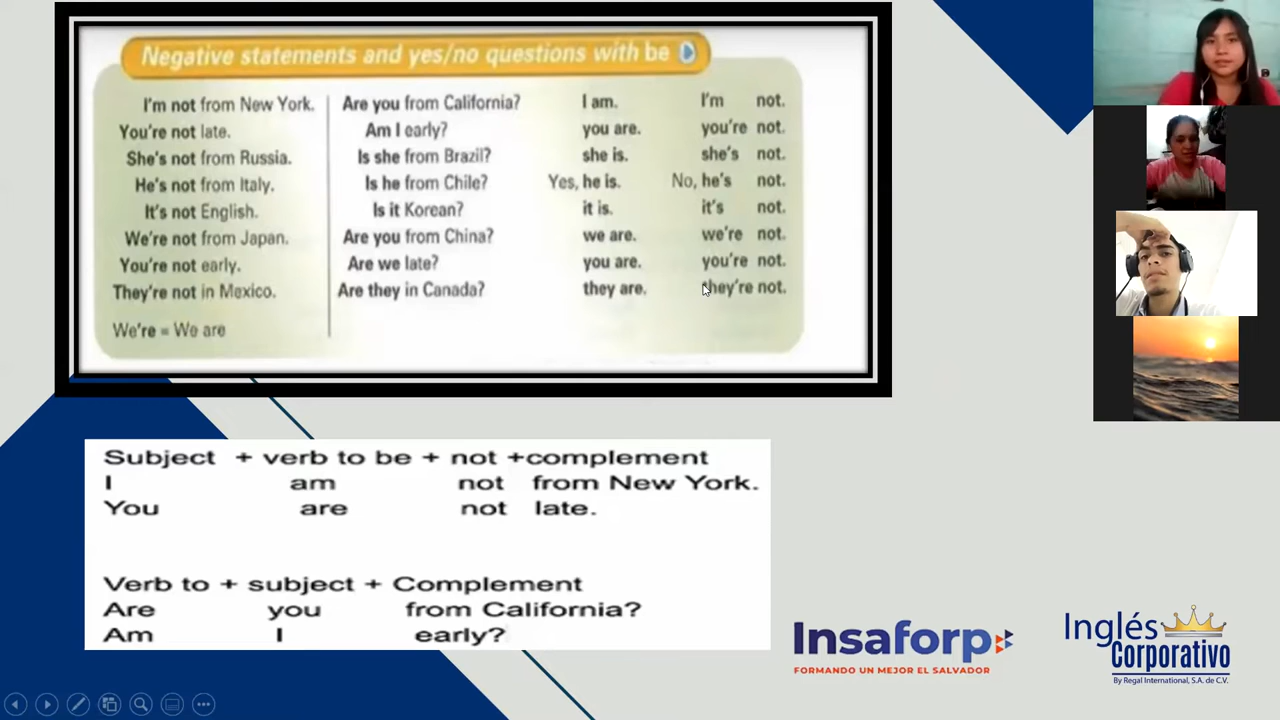 Negative statements and yes/no questions with be
I'm not from New York.
You're not late.
She's not from Russia.
He's not from Italy.
It's not English.
We're not from Japan.
You're not early.
They're not in Mexico.
We're = We are
Are you from California?
Am I early?
Is she from Brazil?
Is he from Chile?
Is it Korean?
Are you from China?
Are we late?
Are they in Canada?
I am.
you are.
she is.
Yes, he is.
it is.
we are.
you are.
they are.
I'm not.
you're not.
she's not.
No, he's not.
it's not.
we're not.
you're not.
they're not.
Subject + verb to be + not +complement
I am not from New York.
You are not late.
Verb to + subject + Complement
Are you from California?
Am I early?
Insaforp
FORMANDO UN MEJOR EL SALVADOR
Inglés
Corporativo
By Regal International, S.A. de C.V.